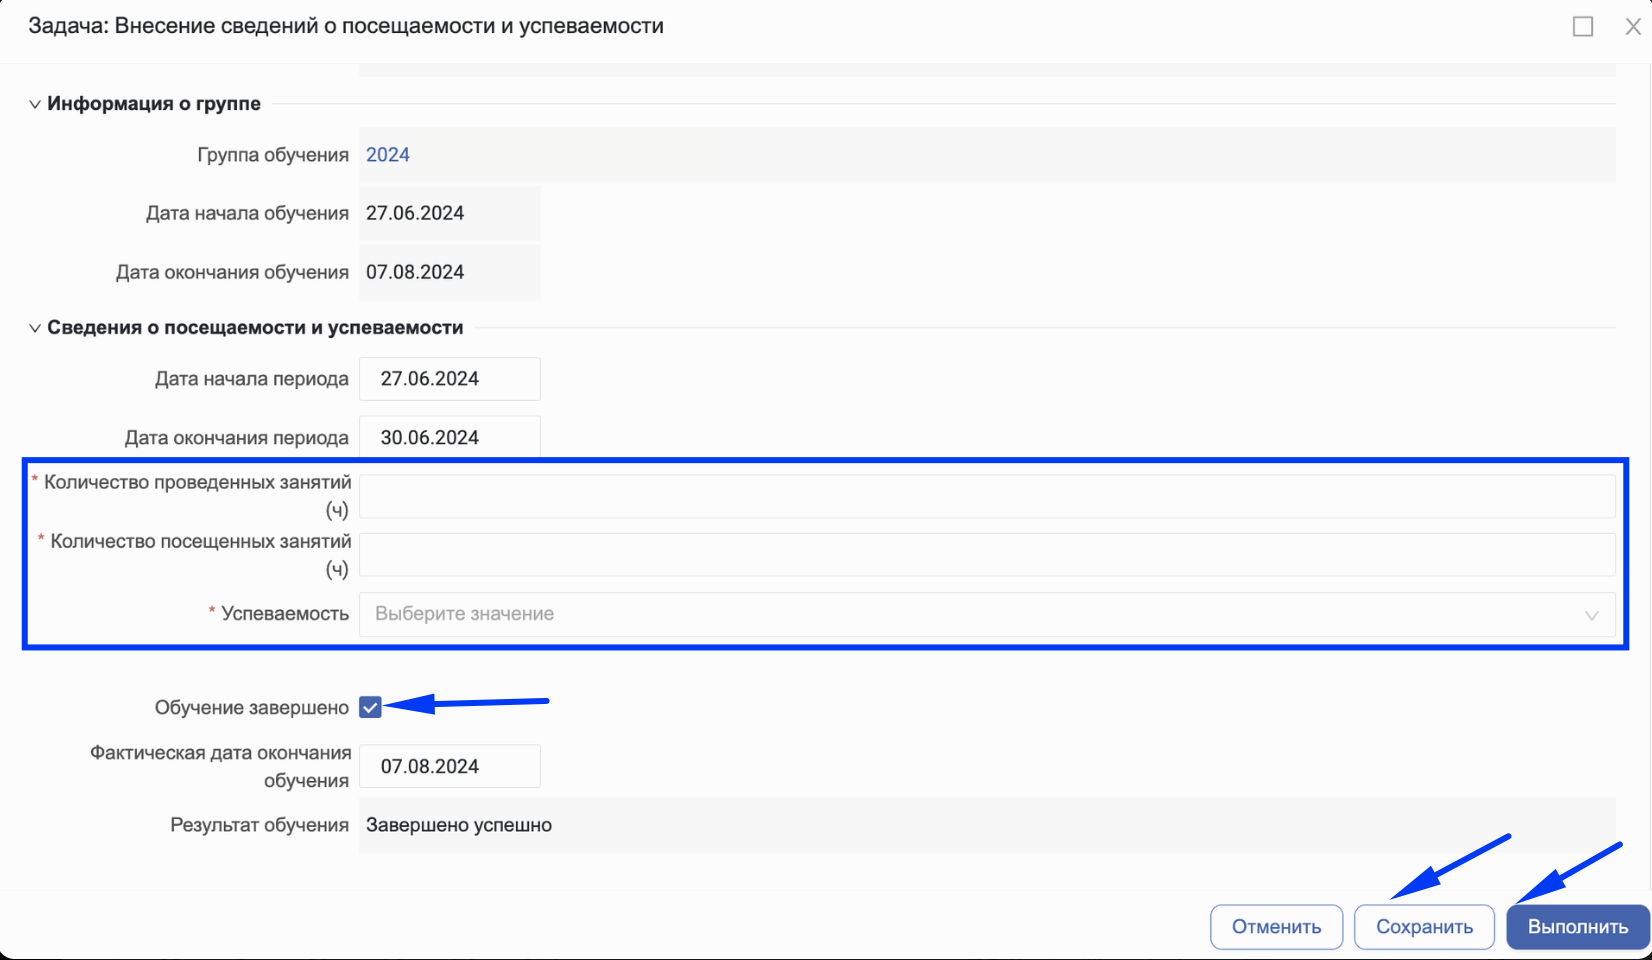 Задача: Внесение сведений о посещаемости и успеваемости
Информация о группе
Группа обучения 2024
Дата начала обучения 27.06.2024
Дата окончания обучения 07.08.2024
Сведения о посещаемости и успеваемости
Дата начала периода 27.06.2024
Дата окончания периода 30.06.2024
* Количество проведенных занятий
(ч)
* Количество посещенных занятий
(ч)
* Успеваемость Выберите значение
Обучение завершено
Фактическая дата окончания
обучения 07.08.2024
Результат обучения Завершено успешно
Отменить Сохранить Выполнить